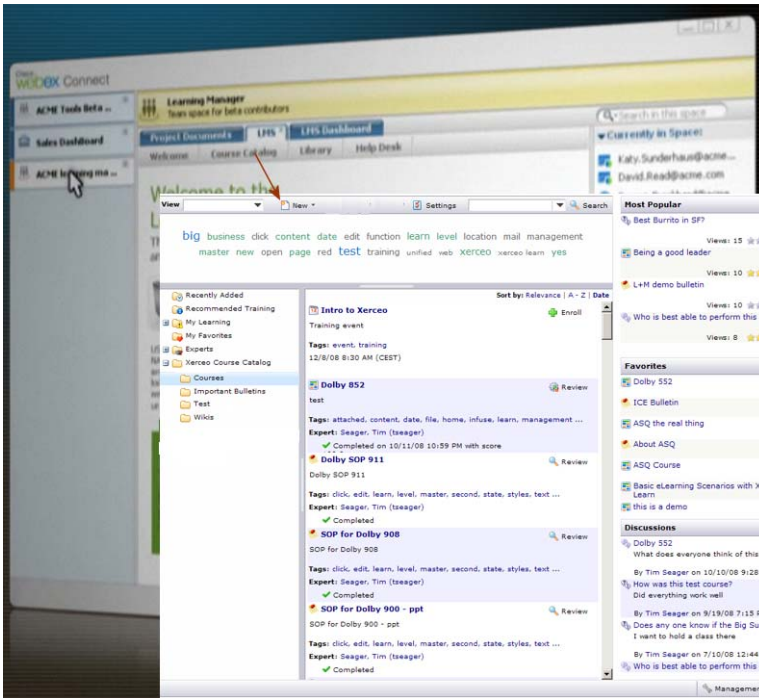 Cisco
webex Connect
ACME Tools Beta ..
Sales Dashboard
ACME learning ma ..
Learning Manager
Team space for beta contributors
Project Documents LMS LMS Dashboard
Welcome Course Catalog Library Help Desk
Search in this space
Currently in Space:
Katy.Sunderhaus@acme...
David.Read@acme.com
Welcome to the
View New Settings Search
big business click content date edit function learn level location mail management
master new open page red test training unified web xerceo xerceo learn yes
Recently Added
Recommended Training
My Learning
My Favorites
Experts
Xerceo Course Catalog
Courses
Important Bulletins
Test
Wikis
Sort by: Relevance | A - Z | Date
Intro to Xerceo Enroll
Training event
Tags: event, training
12/8/08 8:30 AM (CEST)
Dolby 852 Review
test
Tags: attached, content, date, file, home, infuse, learn, management ...
Expert: Seager, Tim (tseager)
Completed on 10/11/08 10:59 PM with score
Dolby SOP 911 Review
Dolby SOP 911
Tags: click, edit, learn, level, master, second, state, styles, text ...
Expert: Seager, Tim (tseager)
Completed
SOP for Dolby 908 Review
SOP for Dolby 908
Tags: click, edit, learn, level, master, second, state, styles, text ...
Expert: Seager, Tim (tseager)
Completed
SOP for Dolby 900 - ppt Review
SOP for Dolby 900 - ppt
Tags: click, edit, learn, level, master, second, state, styles, text ...
Expert: Seager, Tim (tseager)
Completed
Most Popular
Best Burrito in SF?
Views: 15
Being a good leader
Views: 10
L+M demo bulletin
Views: 10
Who is best able to perform this
Views: 8
Favorites
Dolby 552
ICE Bulletin
ASQ the real thing
About ASQ
ASQ Course
Basic eLearning Scenarios with X
Learn
this is a demo
Discussions
Dolby 552
What does everyone think of this
By Tim Seager on 10/10/08 9:28
How was this test course?
Did everything work well
By Tim Seager on 9/19/08 7:15 P
Does any one know if the Big Su
I want to hold a class there
By Tim Seager on 7/10/08 12:44
Who is best able to perform this